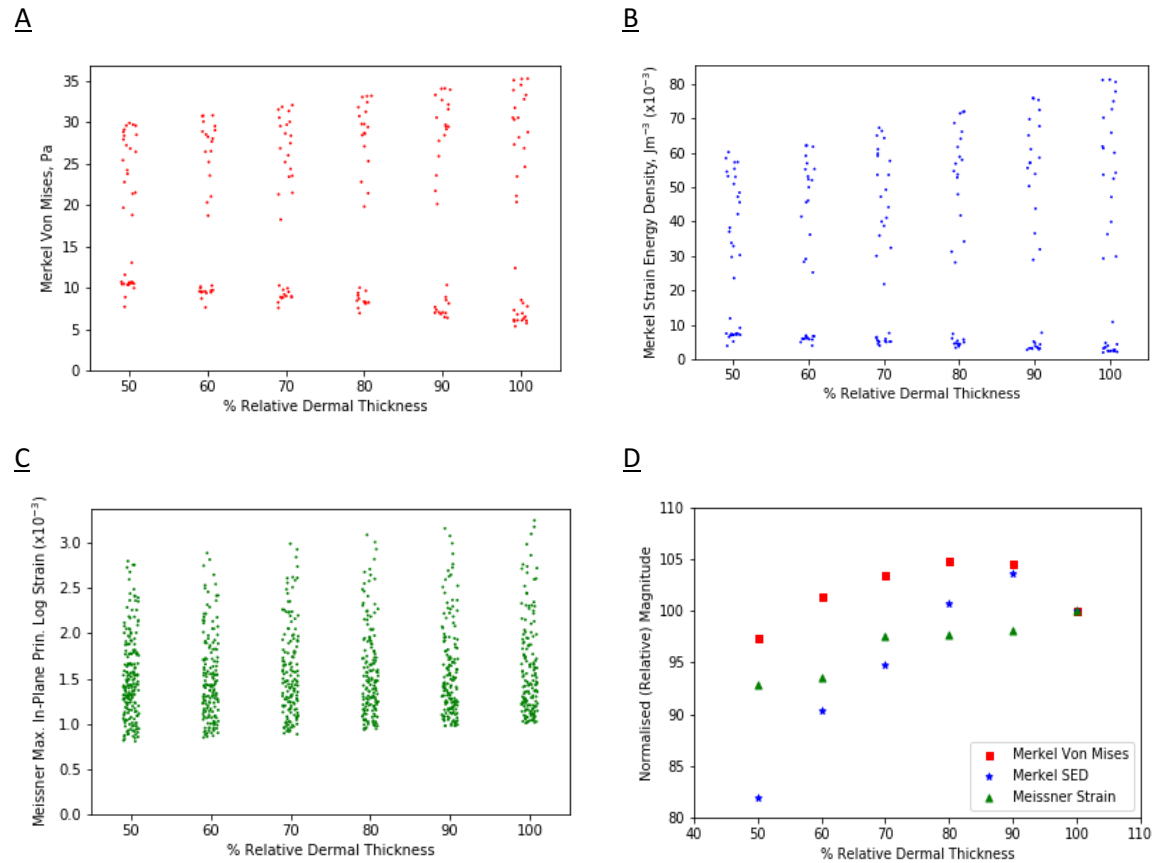 A
B
Merkel Von Mises, Pa
35
30
25
20
15
10
5
0
50 60 70 80 90 100
% Relative Dermal Thickness
Merkel Strain Energy Density, Jm⁻³ (x10⁻³)
80
70
60
50
40
30
20
10
0
50 60 70 80 90 100
% Relative Dermal Thickness
C
D
Meissner Max. In-Plane Prin. Log Strain (x10⁻³)
3.0
2.5
2.0
1.5
1.0
0.5
0.0
50 60 70 80 90 100
% Relative Dermal Thickness
Normalised (Relative) Magnitude
110
105
100
95
90
85
80
40 50 60 70 80 90 100 110
% Relative Dermal Thickness
Merkel Von Mises
Merkel SED
Meissner Strain